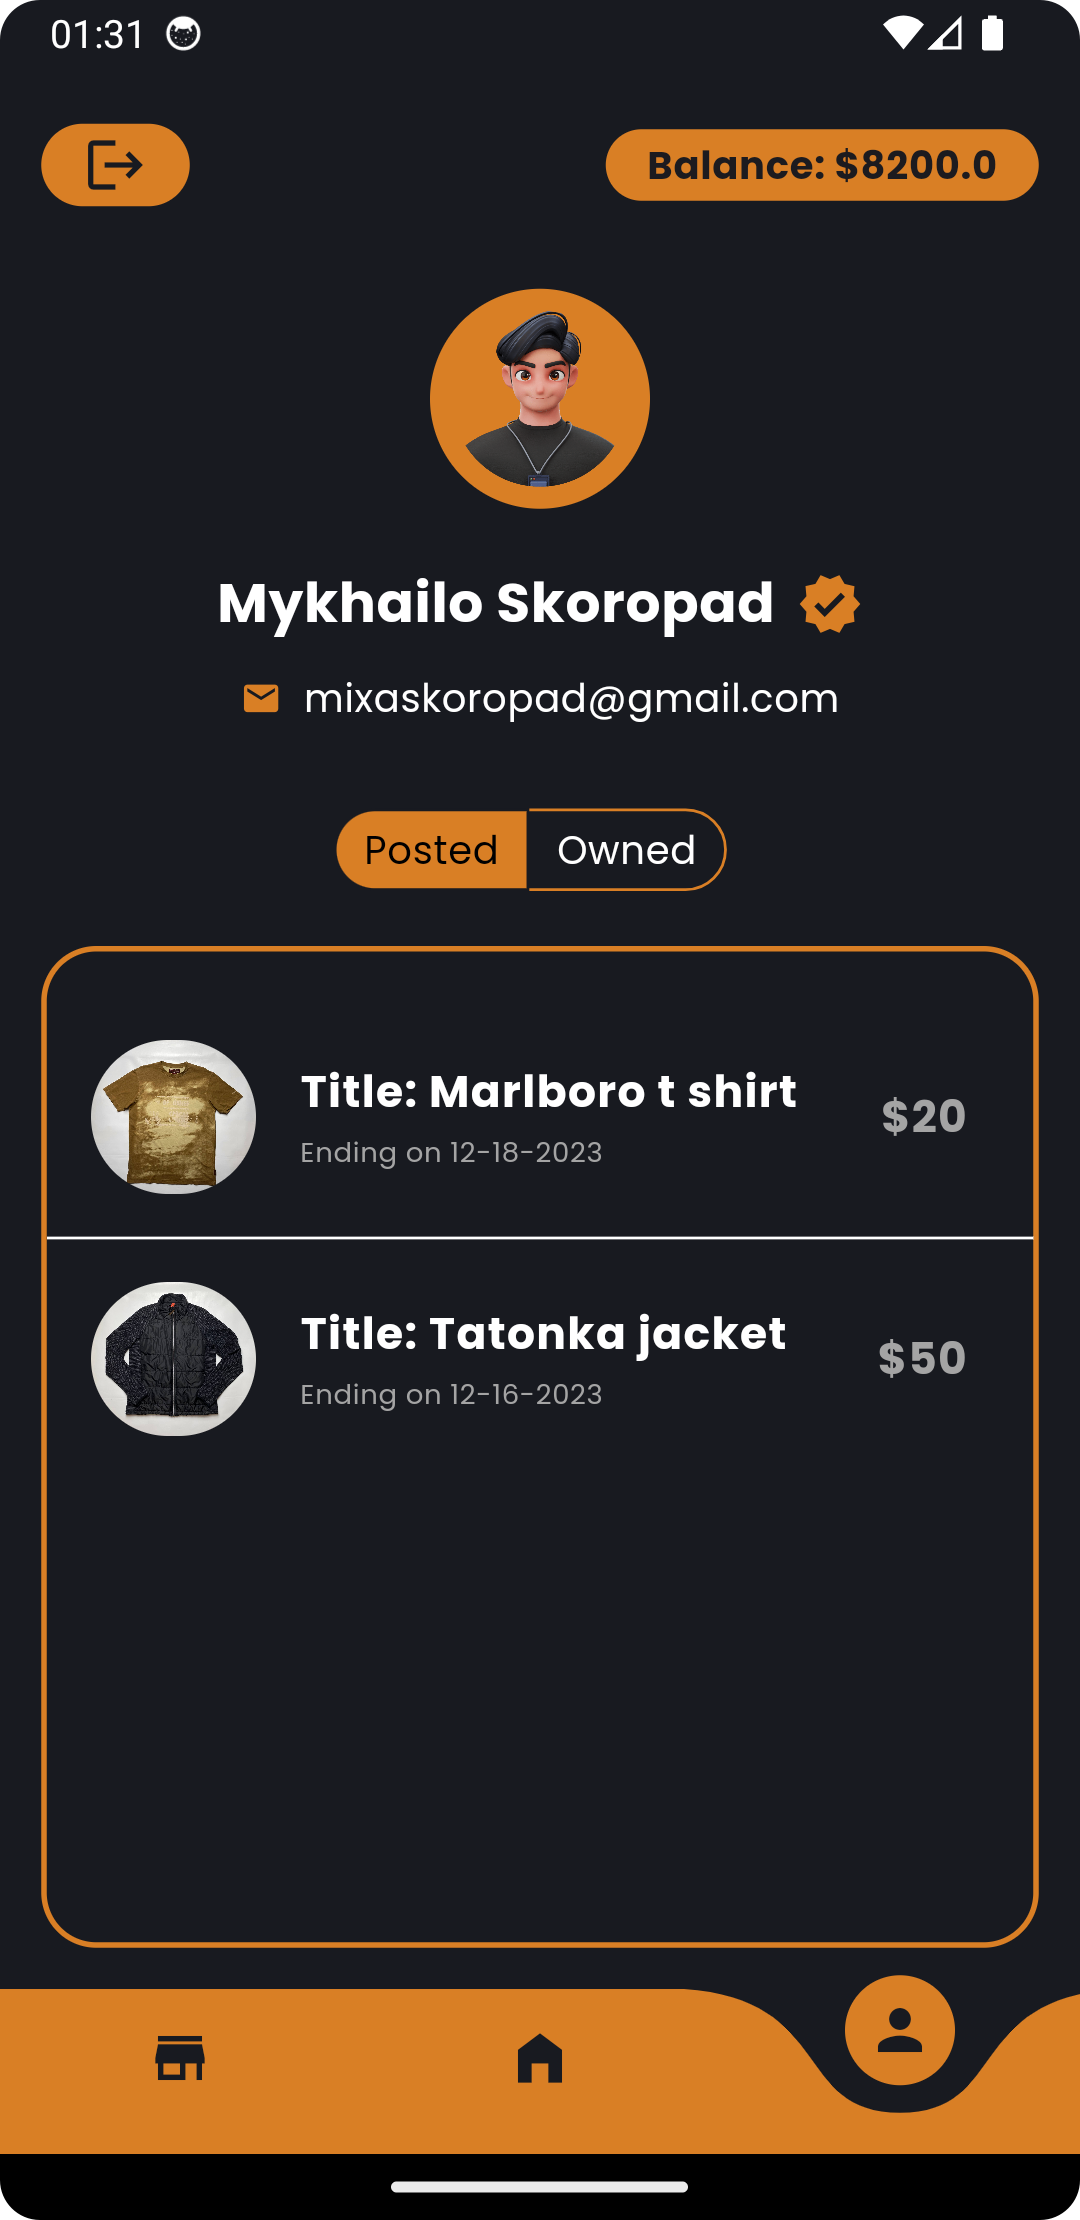 01:31
Balance: $8200.0
Mykhailo Skoropad
mixaskoropad@gmail.com
Posted
Owned
Title: Marlboro t shirt
Ending on 12-18-2023
$20
Title: Tatonka jacket
Ending on 12-16-2023
$50